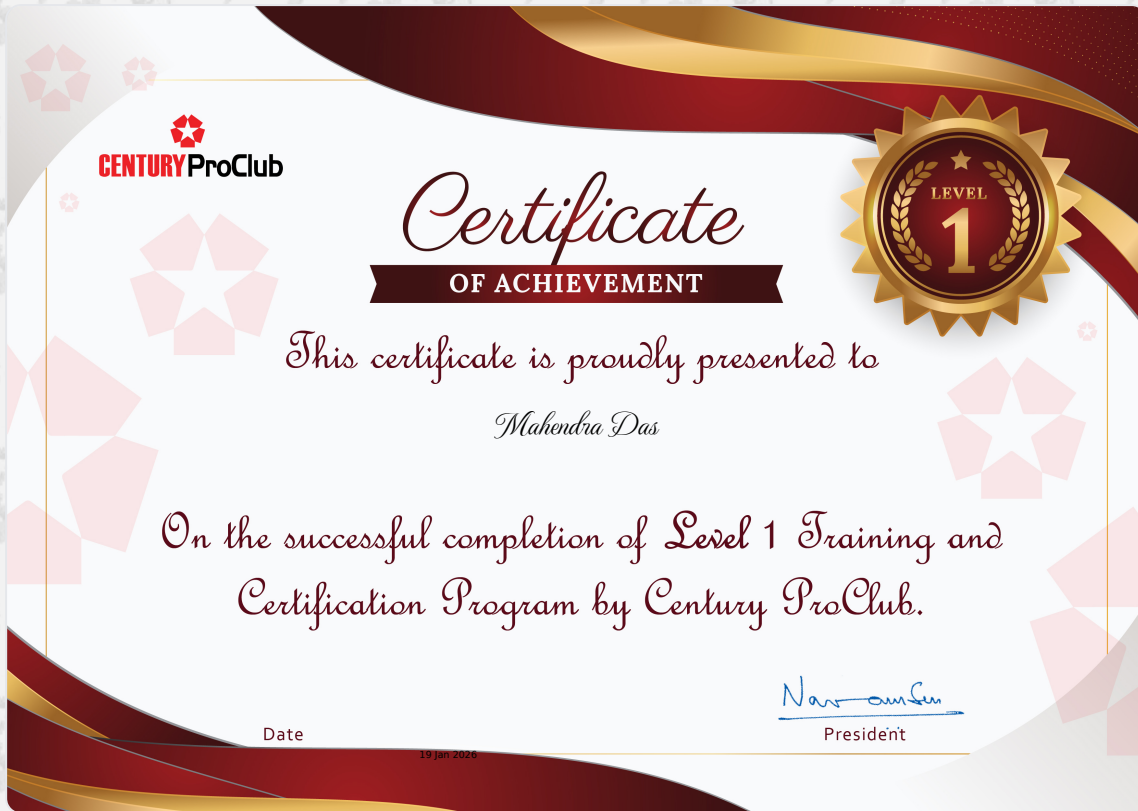 CENTURY ProClub
LEVEL
1
Certificate
OF ACHIEVEMENT
This certificate is proudly presented to
Mahendra Das
On the successful completion of Level 1 Training and
Certification Program by Century ProClub.
Date
President
19 Jan 2026